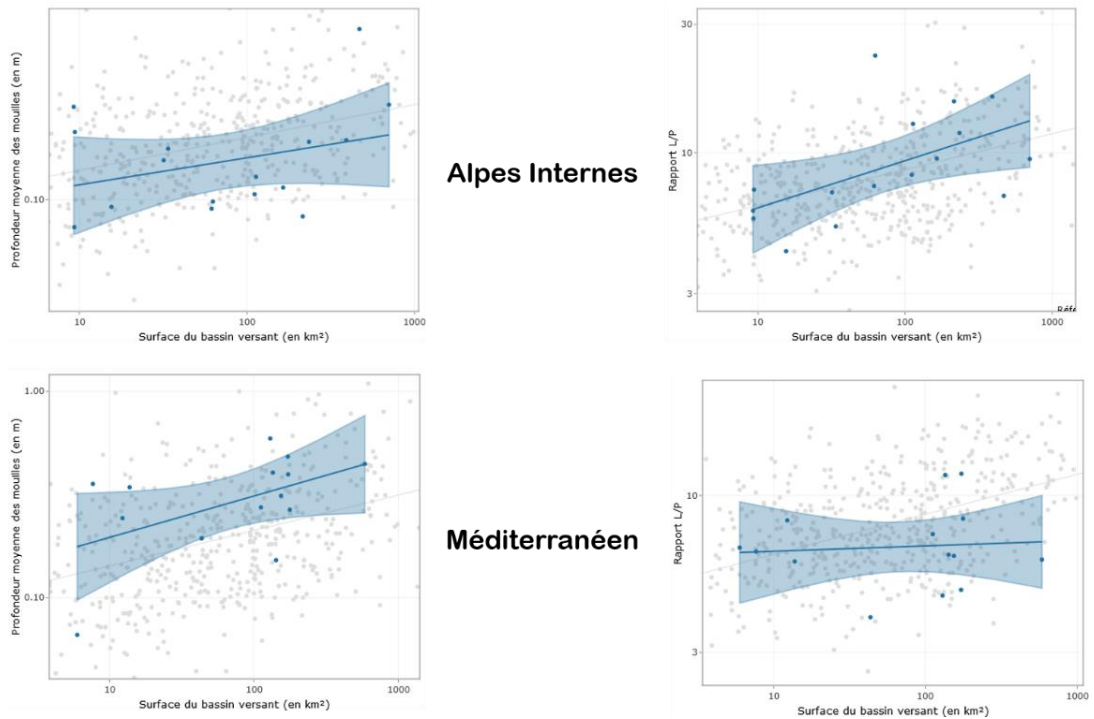 Profondeur moyenne des mouilles (en m)
0.10
10
100
1000
Surface du bassin versant (en km²)
Alpes Internes
Rapport L/P
30
10
3
10
100
1000
Surface du bassin versant (en km²)
Profondeur moyenne des mouilles (en m)
1.00
0.10
10
100
1000
Surface du bassin versant (en km²)
Méditerranéen
Rapport L/P
10
3
10
100
1000
Surface du bassin versant (en km²)